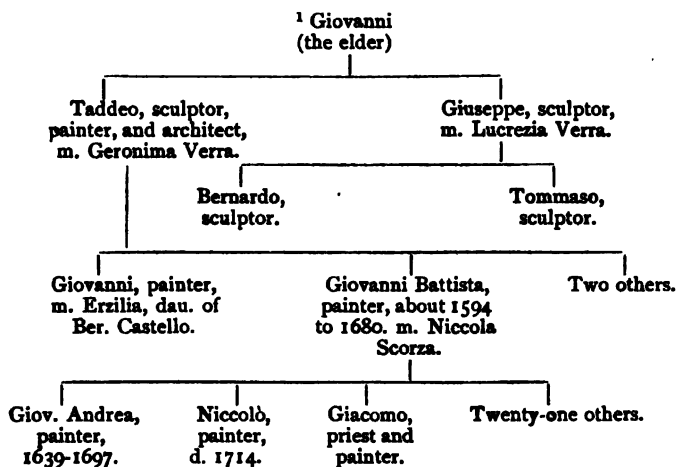 ¹ Giovanni
(the elder)
Taddeo, sculptor,
painter, and architect,
m. Geronima Verra.
Giuseppe, sculptor,
m. Lucrezia Verra.
Bernardo,
sculptor.
Tommaso,
sculptor.
Giovanni, painter,
m. Erzilia, dau. of
Ber. Castello.
Giovanni Battista,
painter, about 1594
to 1680. m. Niccola
Scorza.
Two others.
Giov. Andrea,
painter,
1639-1697.
Niccolò,
painter,
d. 1714.
Giacomo,
priest and
painter.
Twenty-one others.